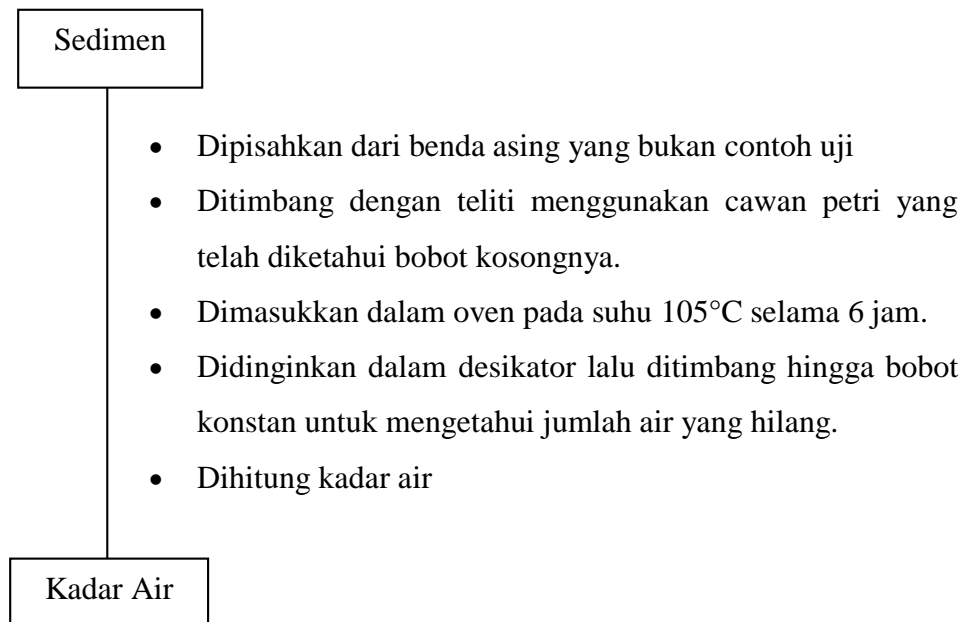 Sedimen
• Dipisahkan dari benda asing yang bukan contoh uji
• Ditimbang dengan teliti menggunakan cawan petri yang
telah diketahui bobot kosongnya.
• Dimasukkan dalam oven pada suhu 105°C selama 6 jam.
• Didinginkan dalam desikator lalu ditimbang hingga bobot
konstan untuk mengetahui jumlah air yang hilang.
• Dihitung kadar air
Kadar Air